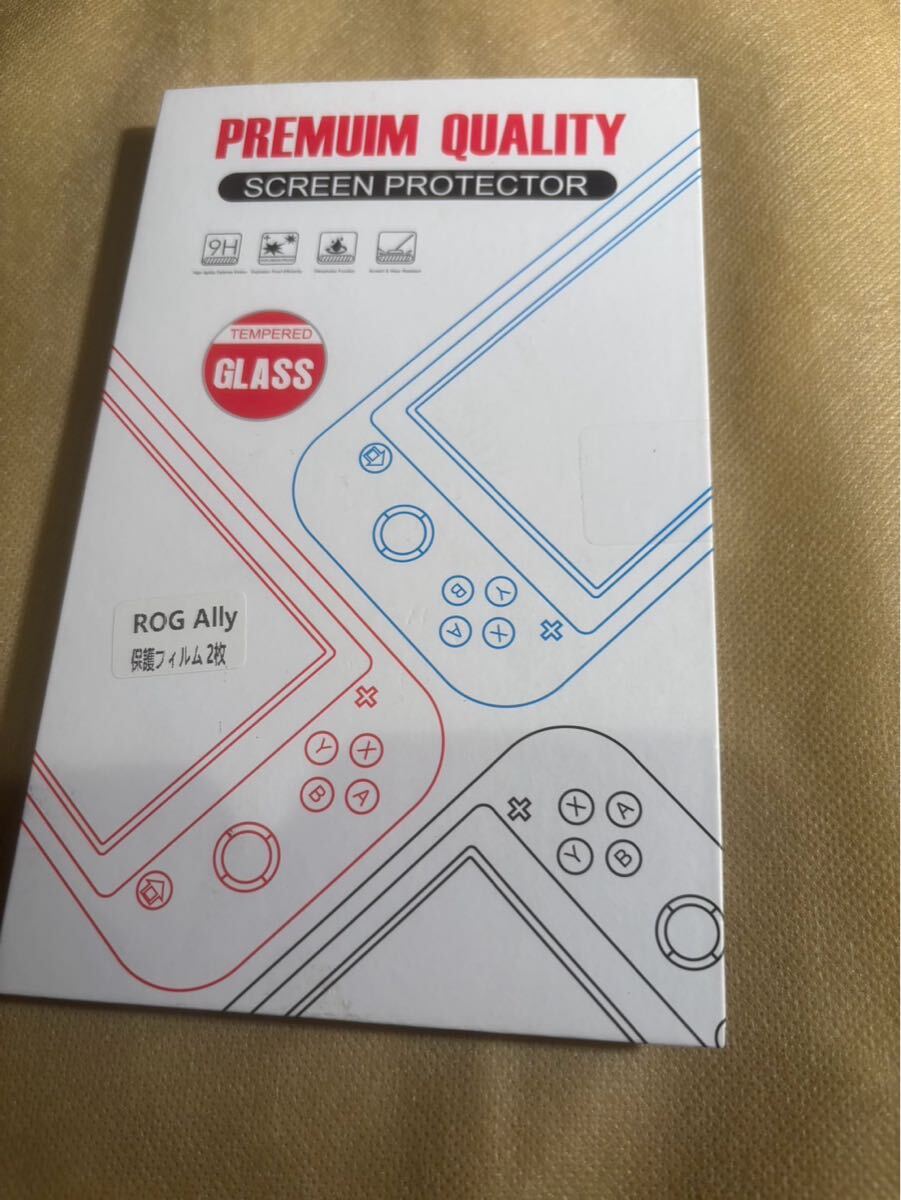 PREMUIM QUALITY
SCREEN PROTECTOR
9H
TEMPERED
GLASS
ROG Ally
保護フィルム 2枚
B
Y
A
X
Y
X
B
A
X
A
Y
B